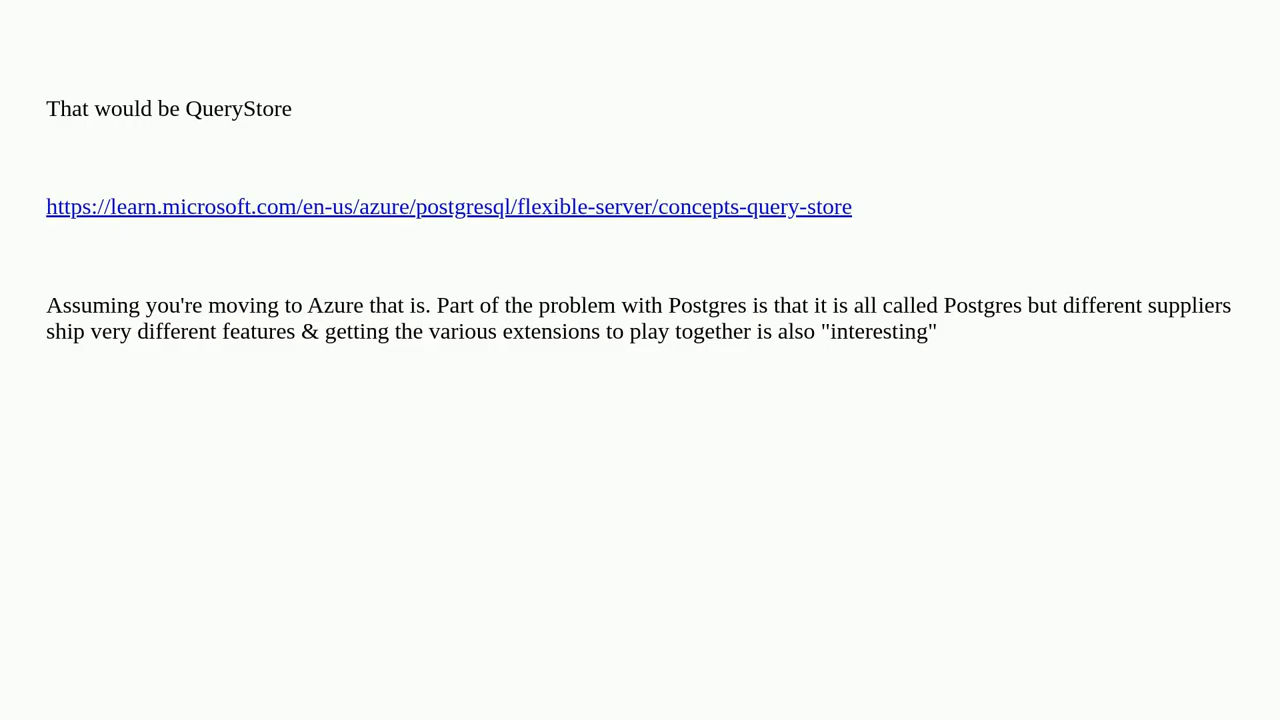 That would be QueryStore
https://learn.microsoft.com/en-us/azure/postgresql/flexible-server/concepts-query-store
Assuming you're moving to Azure that is. Part of the problem with Postgres is that it is all called Postgres but different suppliers
ship very different features & getting the various extensions to play together is also "interesting"